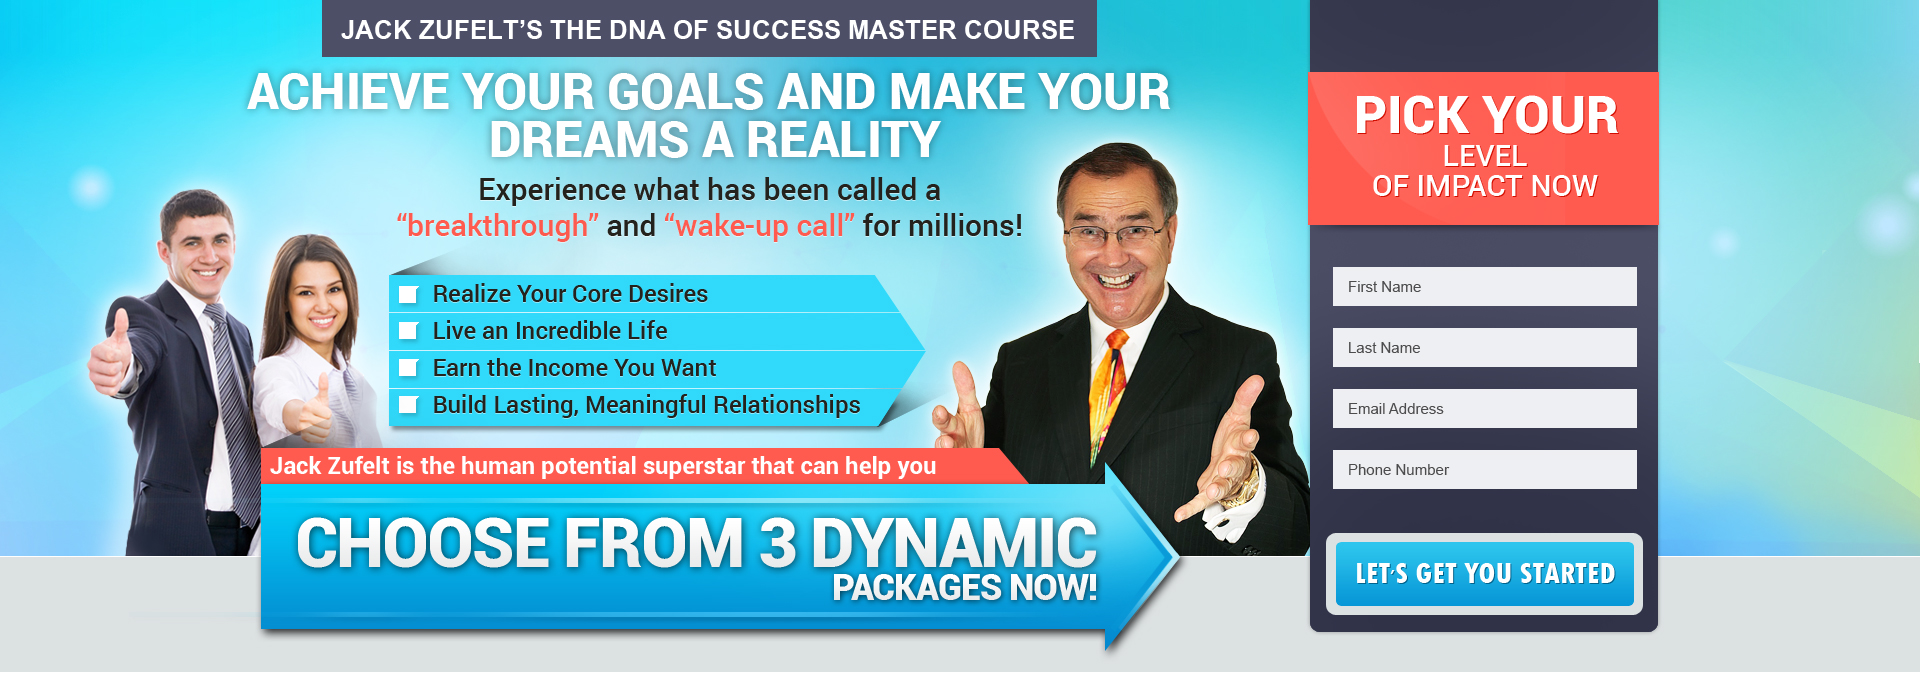 JACK ZUFELT’S THE DNA OF SUCCESS MASTER COURSE
ACHIEVE YOUR GOALS AND MAKE YOUR
DREAMS A REALITY
Experience what has been called a
“breakthrough” and “wake-up call” for millions!
Realize Your Core Desires
Live an Incredible Life
Earn the Income You Want
Build Lasting, Meaningful Relationships
Jack Zufelt is the human potential superstar that can help you
CHOOSE FROM 3 DYNAMIC
PACKAGES NOW!
PICK YOUR
LEVEL
OF IMPACT NOW
First Name
Last Name
Email Address
Phone Number
LET'S GET YOU STARTED